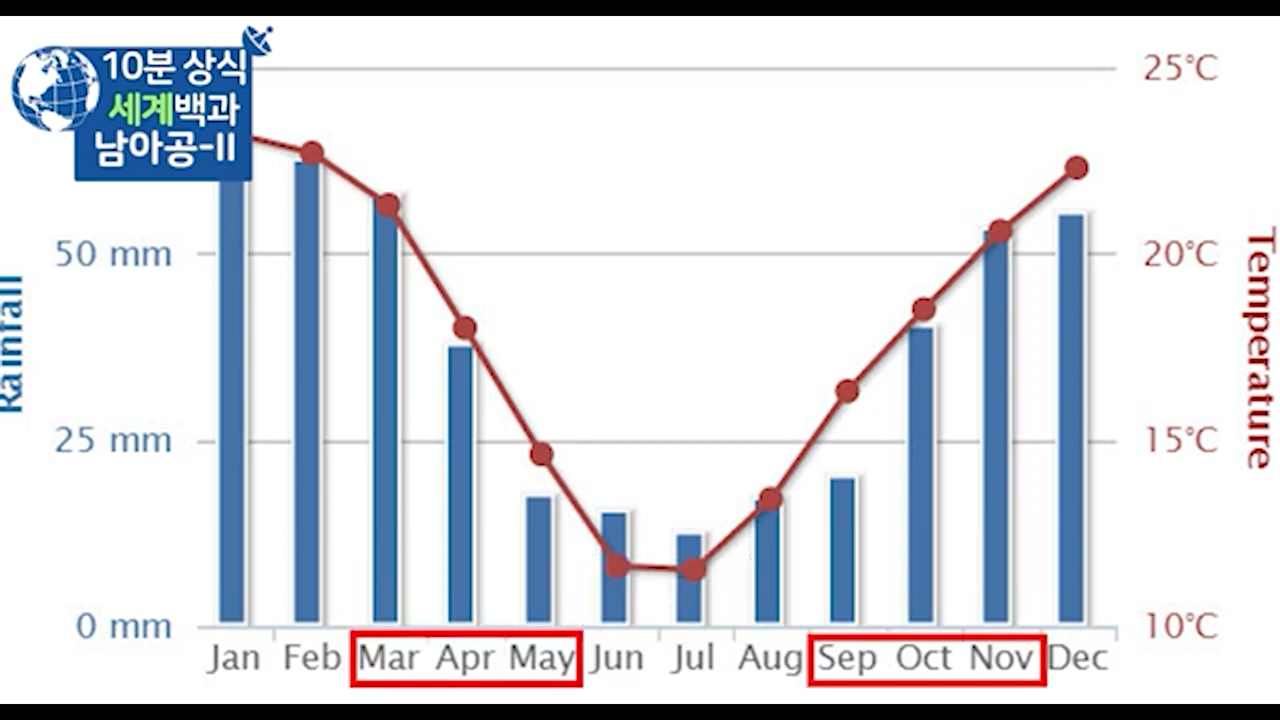 10분 상식
세계백과
남아공-II
25°C
50 mm
20°C
Rainfall
Temperature
25 mm
15°C
0 mm
10°C
Jan Feb Mar Apr May Jun Jul Aug Sep Oct Nov Dec